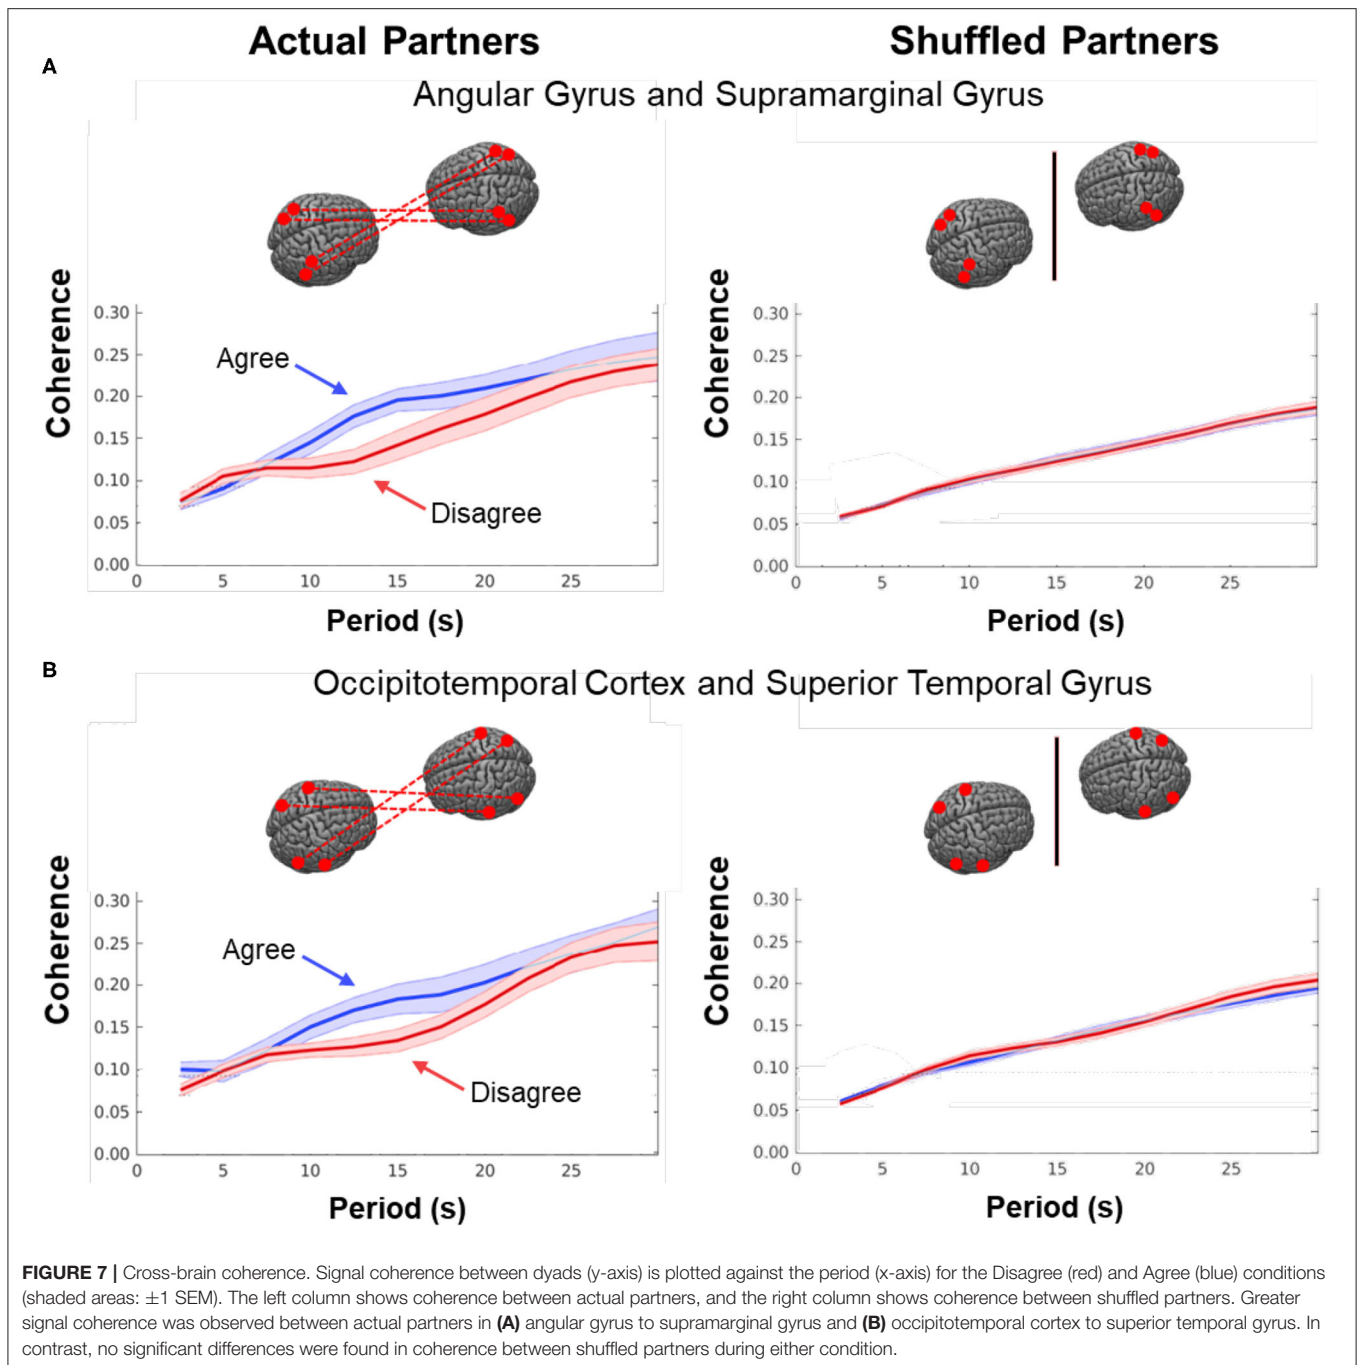 Actual Partners
Shuffled Partners
A
Angular Gyrus and Supramarginal Gyrus
Coherence
0.30
0.25
0.20
0.15
0.10
0.05
0.00
Agree
Disagree
0 5 10 15 20 25
Period (s)
Coherence
0.30
0.25
0.20
0.15
0.10
0.05
0.00
0 5 10 15 20 25
Period (s)
B
Occipitotemporal Cortex and Superior Temporal Gyrus
Coherence
0.30
0.25
0.20
0.15
0.10
0.05
0.00
Agree
Disagree
0 5 10 15 20 25
Period (s)
Coherence
0.30
0.25
0.20
0.15
0.10
0.05
0.00
0 5 10 15 20 25
Period (s)
FIGURE 7 | Cross-brain coherence. Signal coherence between dyads (y-axis) is plotted against the period (x-axis) for the Disagree (red) and Agree (blue) conditions
(shaded areas: ±1 SEM). The left column shows coherence between actual partners, and the right column shows coherence between shuffled partners. Greater
signal coherence was observed between actual partners in (A) angular gyrus to supramarginal gyrus and (B) occipitotemporal cortex to superior temporal gyrus. In
contrast, no significant differences were found in coherence between shuffled partners during either condition.